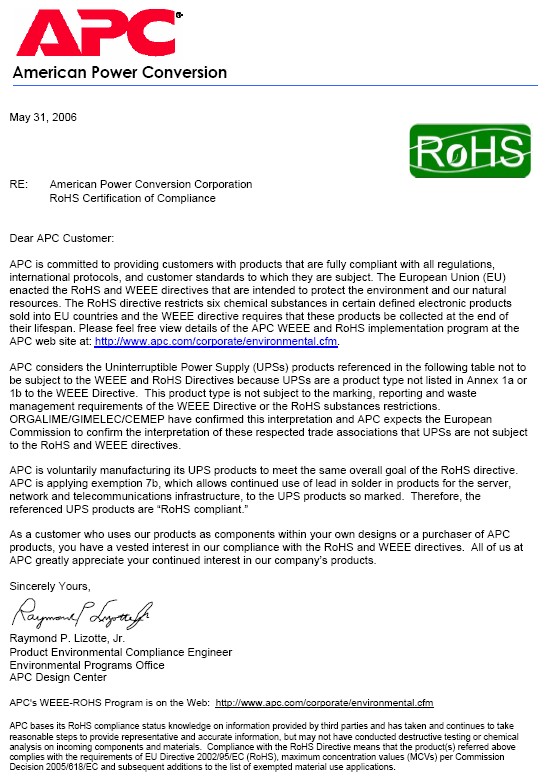 APC
American Power Conversion
May 31, 2006
RoHS
RE: American Power Conversion Corporation
RoHS Certification of Compliance
Dear APC Customer:
APC is committed to providing customers with products that are fully compliant with all regulations,
international protocols, and customer standards to which they are subject. The European Union (EU)
enacted the RoHS and WEEE directives that are intended to protect the environment and our natural
resources. The RoHS directive restricts six chemical substances in certain defined electronic products
sold into EU countries and the WEEE directive requires that these products be collected at the end of
their lifespan. Please feel free view details of the APC WEEE and RoHS implementation program at the
APC web site at: http://www.apc.com/corporate/environmental.cfm.
APC considers the Uninterruptible Power Supply (UPSs) products referenced in the following table not to
be subject to the WEEE and RoHS Directives because UPSs are a product type not listed in Annex 1a or
1b to the WEEE Directive. This product type is not subject to the marking, reporting and waste
management requirements of the WEEE Directive or the RoHS substances restrictions.
ORGALIME/GIMELEC/CEMEP have confirmed this interpretation and APC expects the European
Commission to confirm the interpretation of these respected trade associations that UPSs are not subject
to the RoHS and WEEE directives.
APC is voluntarily manufacturing its UPS products to meet the same overall goal of the RoHS directive.
APC is applying exemption 7b, which allows continued use of lead in solder in products for the server,
network and telecommunications infrastructure, to the UPS products so marked. Therefore, the
referenced UPS products are “RoHS compliant.”
As a customer who uses our products as components within your own designs or a purchaser of APC
products, you have a vested interest in our compliance with the RoHS and WEEE directives. All of us at
APC greatly appreciate your continued interest in our company's products.
Sincerely Yours,
Raymond P Lizotte Jr
Raymond P. Lizotte, Jr.
Product Environmental Compliance Engineer
Environmental Programs Office
APC Design Center
APC's WEEE-ROHS Program is on the Web: http://www.apc.com/corporate/environmental.cfm
APC bases its RoHS compliance status knowledge on information provided by third parties and has taken and continues to take
reasonable steps to provide representative and accurate information, but may not have conducted destructive testing or chemical
analysis on incoming components and materials. Compliance with the RoHS Directive means that the product(s) referred above
complies with the requirements of EU Directive 2002/95/EC (RoHS), maximum concentration values (MCVs) per Commission
Decision 2005/618/EC and subsequent additions to the list of exempted material use applications.